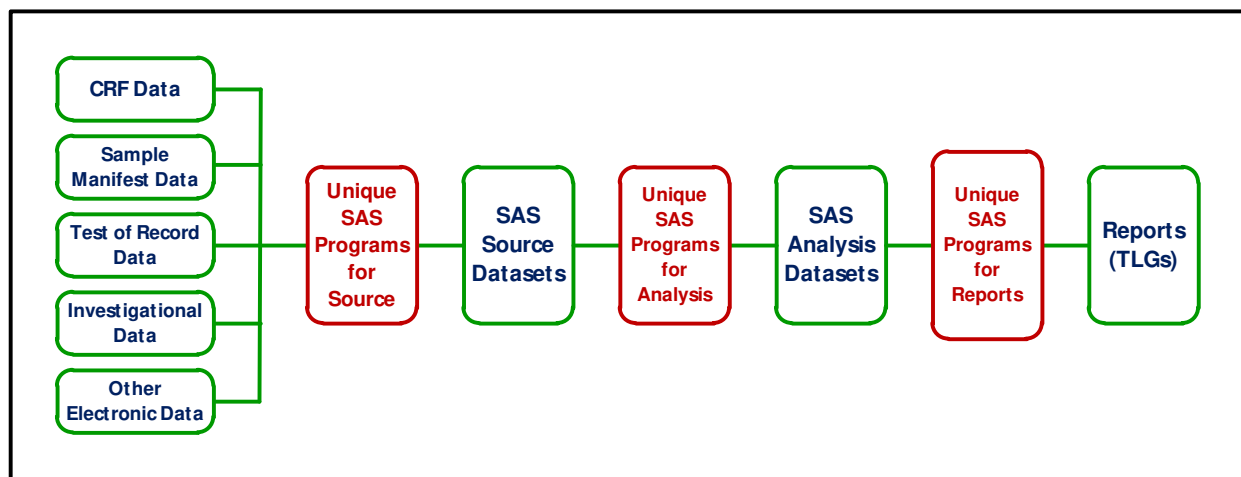 CRF Data
Sample
Manifest Data
Test of Record
Data
Investigational
Data
Other
Electronic Data
Unique
SAS
Programs
for
Source
SAS
Source
Datasets
Unique
SAS
Programs
for
Analysis
SAS
Analysis
Datasets
Unique
SAS
Programs
for
Reports
Reports
(TLGs)